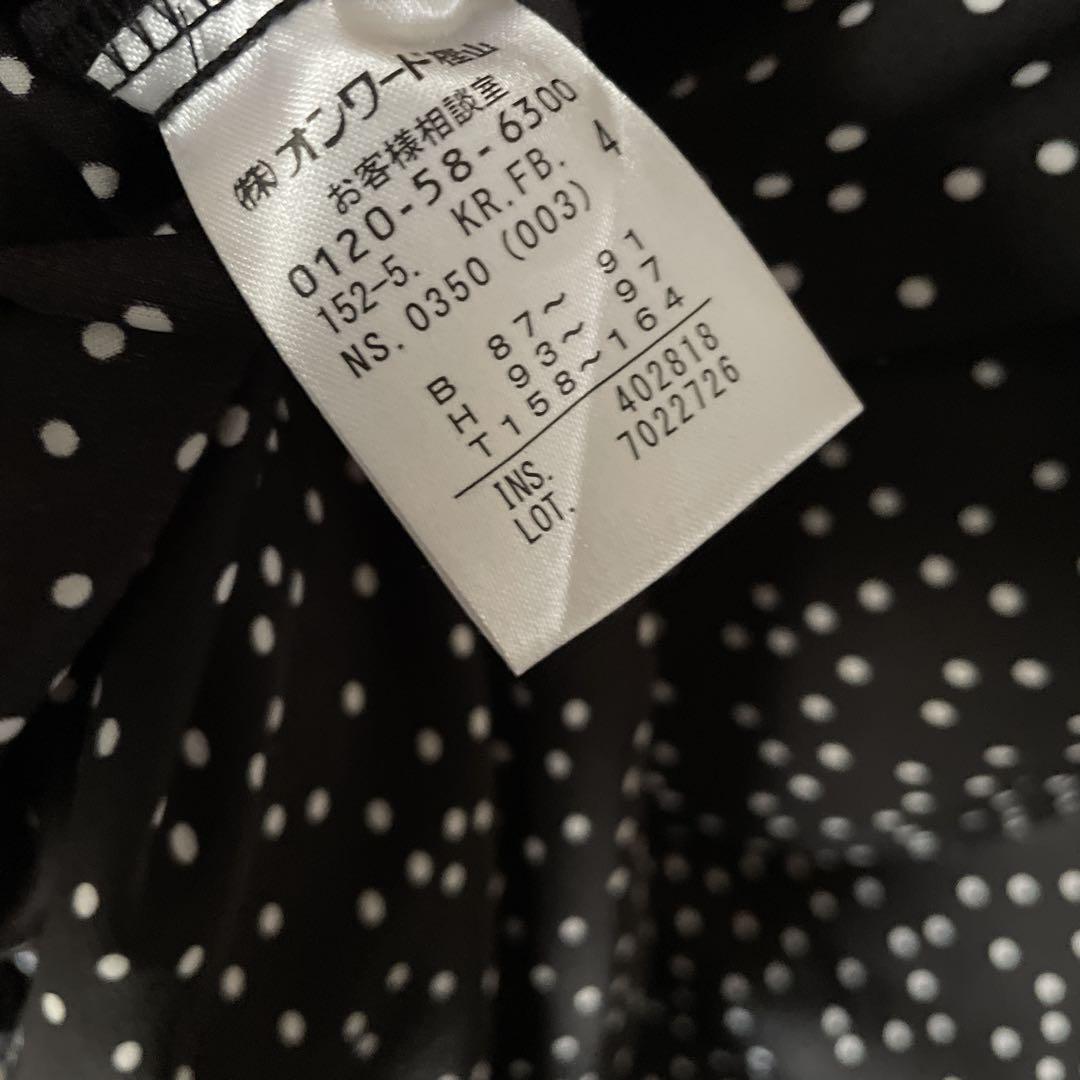 ㈱オンワード樫山
お客様相談室
0120-58-6300
152-5. KR.FB. 4
NS. 0350 (003)
B 87～ 91
H 93～ 97
T 158～164
INS. 402818
LOT. 7022726